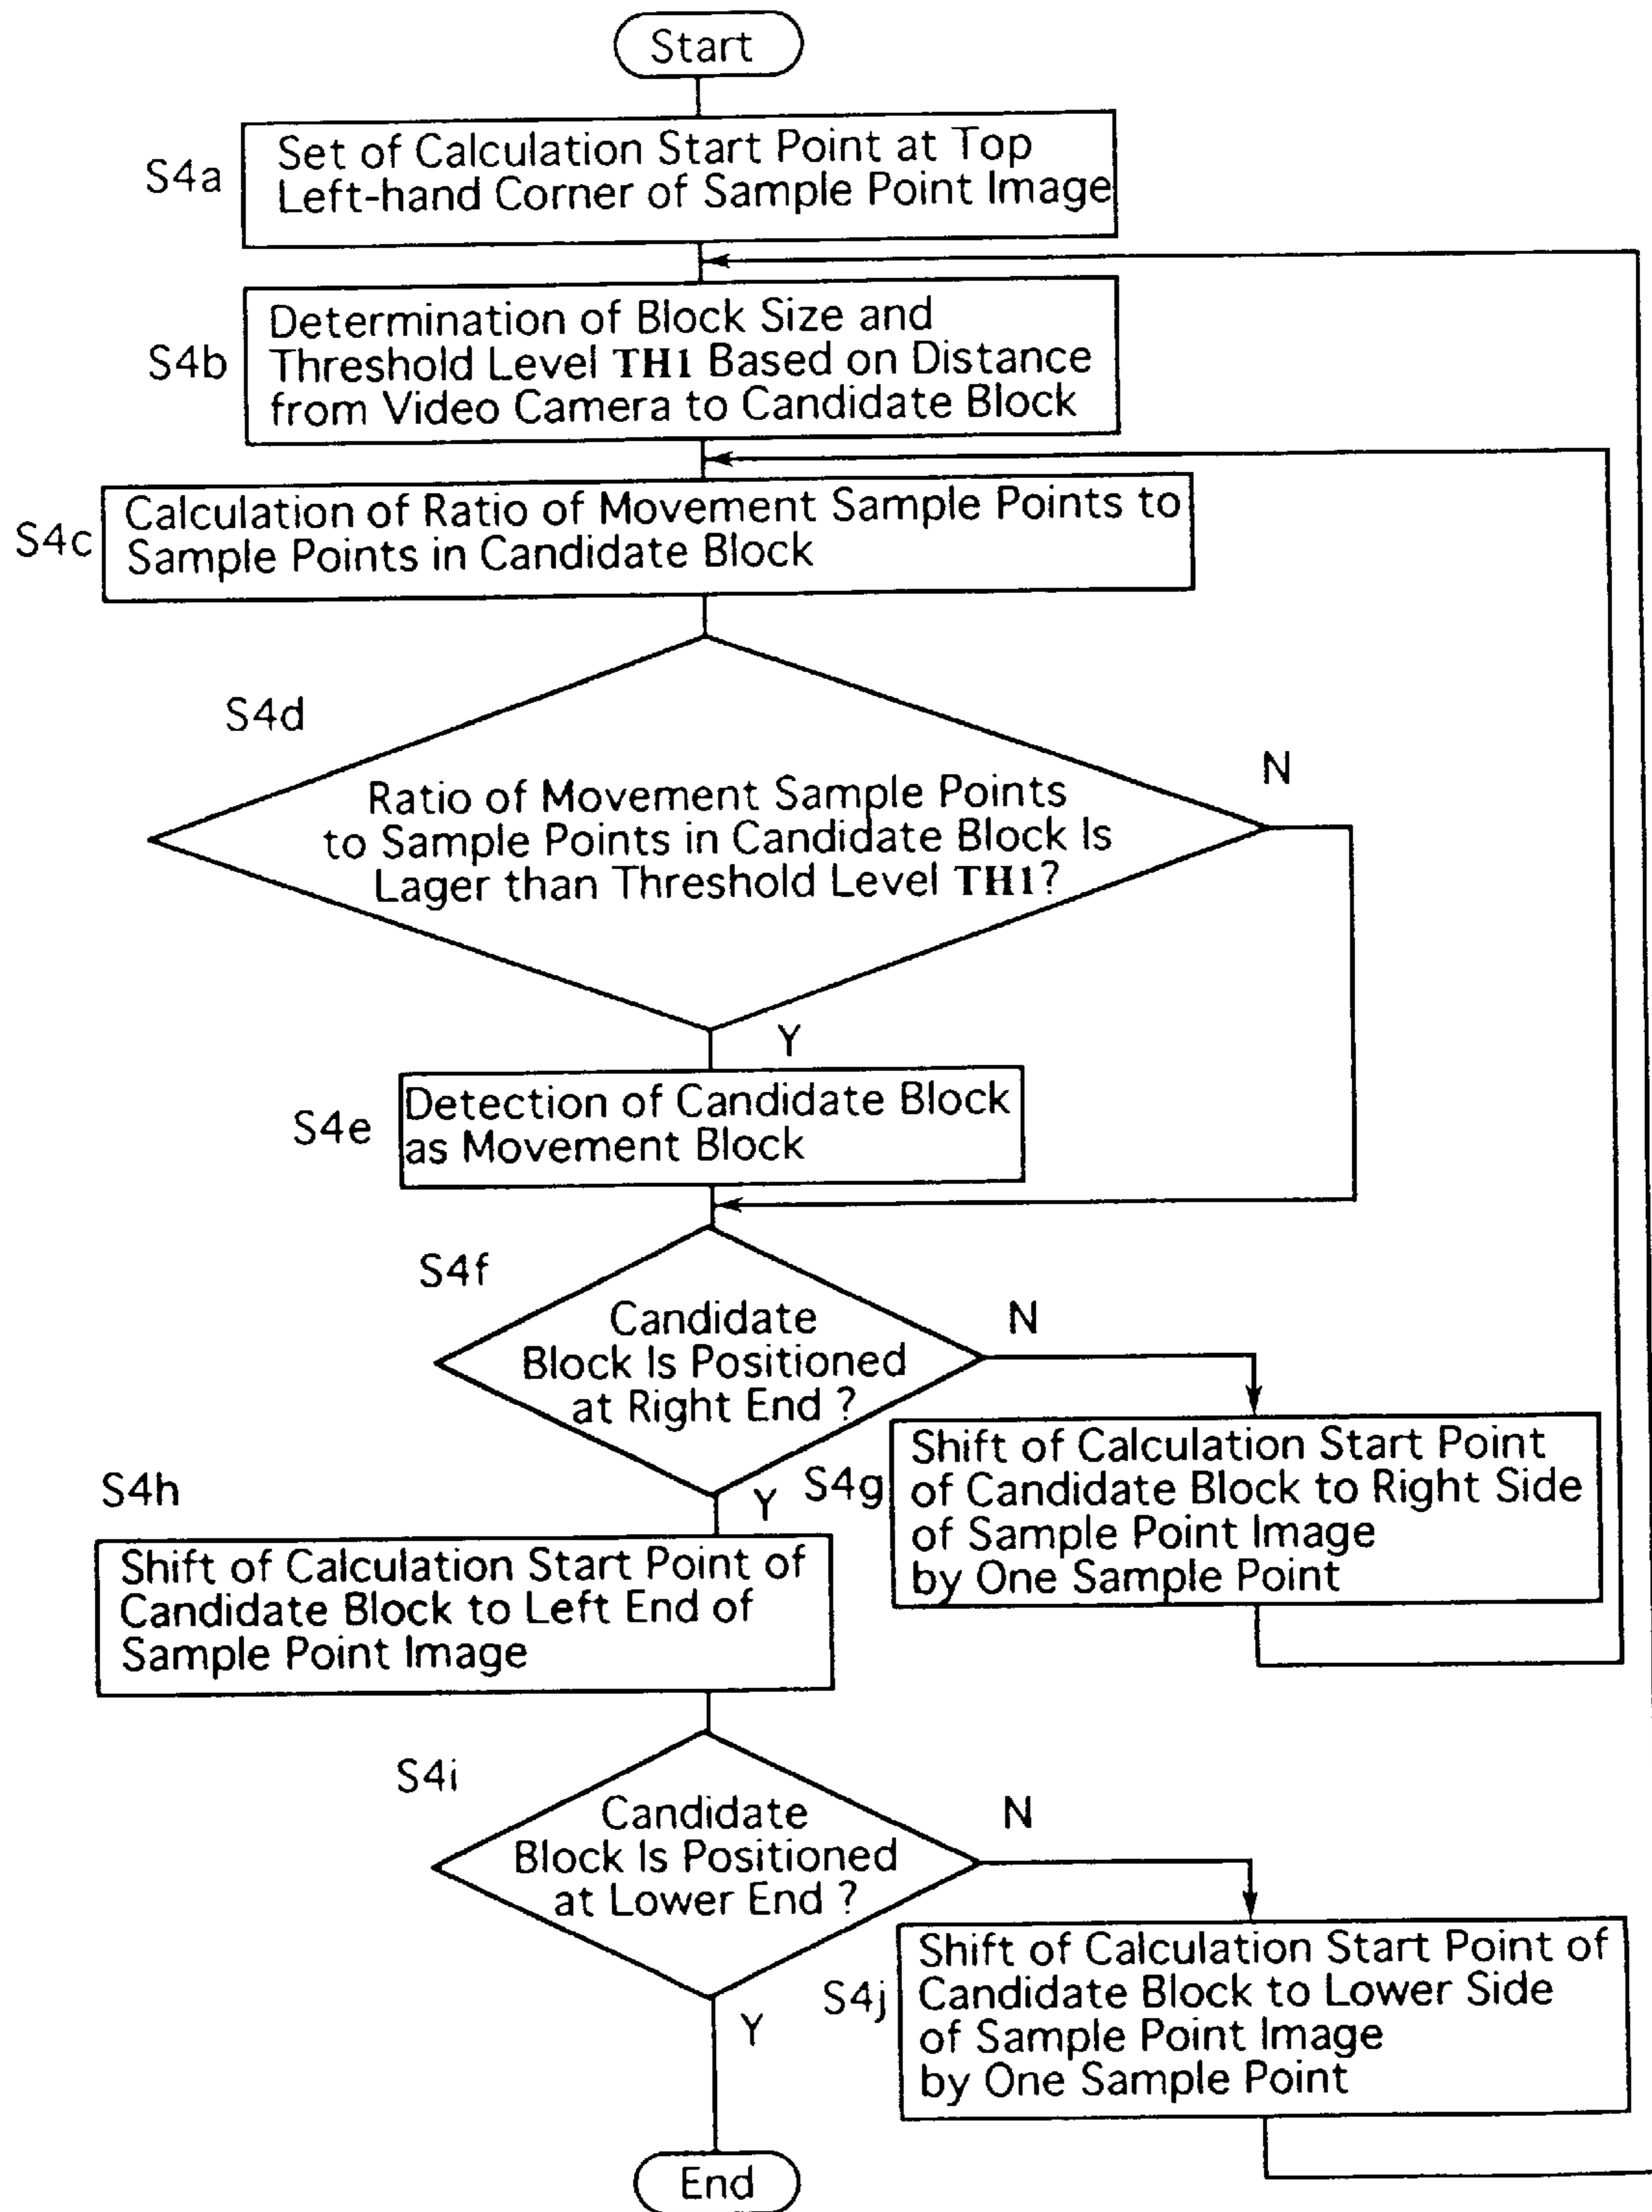 Start
S4a
Set of Calculation Start Point at Top
Left-hand Corner of Sample Point Image
S4b
Determination of Block Size and
Threshold Level TH1 Based on Distance
from Video Camera to Candidate Block
S4c
Calculation of Ratio of Movement Sample Points to
Sample Points in Candidate Block
S4d
Ratio of Movement Sample Points
to Sample Points in Candidate Block Is
Lager than Threshold Level TH1?
N
Y
S4e
Detection of Candidate Block
as Movement Block
S4f
Candidate
Block Is Positioned
at Right End ?
N
Y
S4g
Shift of Calculation Start Point
of Candidate Block to Right Side
of Sample Point Image
by One Sample Point
S4h
Shift of Calculation Start Point of
Candidate Block to Left End of
Sample Point Image
S4i
Candidate
Block Is Positioned
at Lower End ?
N
Y
S4j
Shift of Calculation Start Point of
Candidate Block to Lower Side
of Sample Point Image
by One Sample Point
End